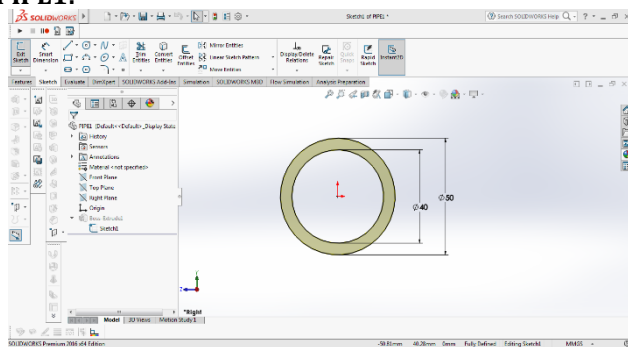 PIPE1:
SOLIDWORKS
Sketch1 of PIPE1 *
Search SOLIDWORKS Help
Exit Sketch
Smart Dimension
Trim Entities
Convert Entities
Offset Entities
Mirror Entities
Linear Sketch Pattern
Move Entities
Display/Delete Relations
Repair Sketch
Quick Snaps
Rapid Sketch
Instant2D
Features
Sketch
Evaluate
DimXpert
SOLIDWORKS Add-Ins
Simulation
SOLIDWORKS MBD
Flow Simulation
Analysis Preparation
PIPE1 (Default<<Default>_Display State
History
Sensors
Annotations
Material <not specified>
Front Plane
Top Plane
Right Plane
Origin
Boss-Extrude1
Sketch1
Ø40
Ø50
Y
Z
*Right
Model
3D Views
Motion Study 1
SOLIDWORKS Premium 2016 x64 Edition
40.28mm
0mm
Fully Defined
Editing Sketch1
MMGS